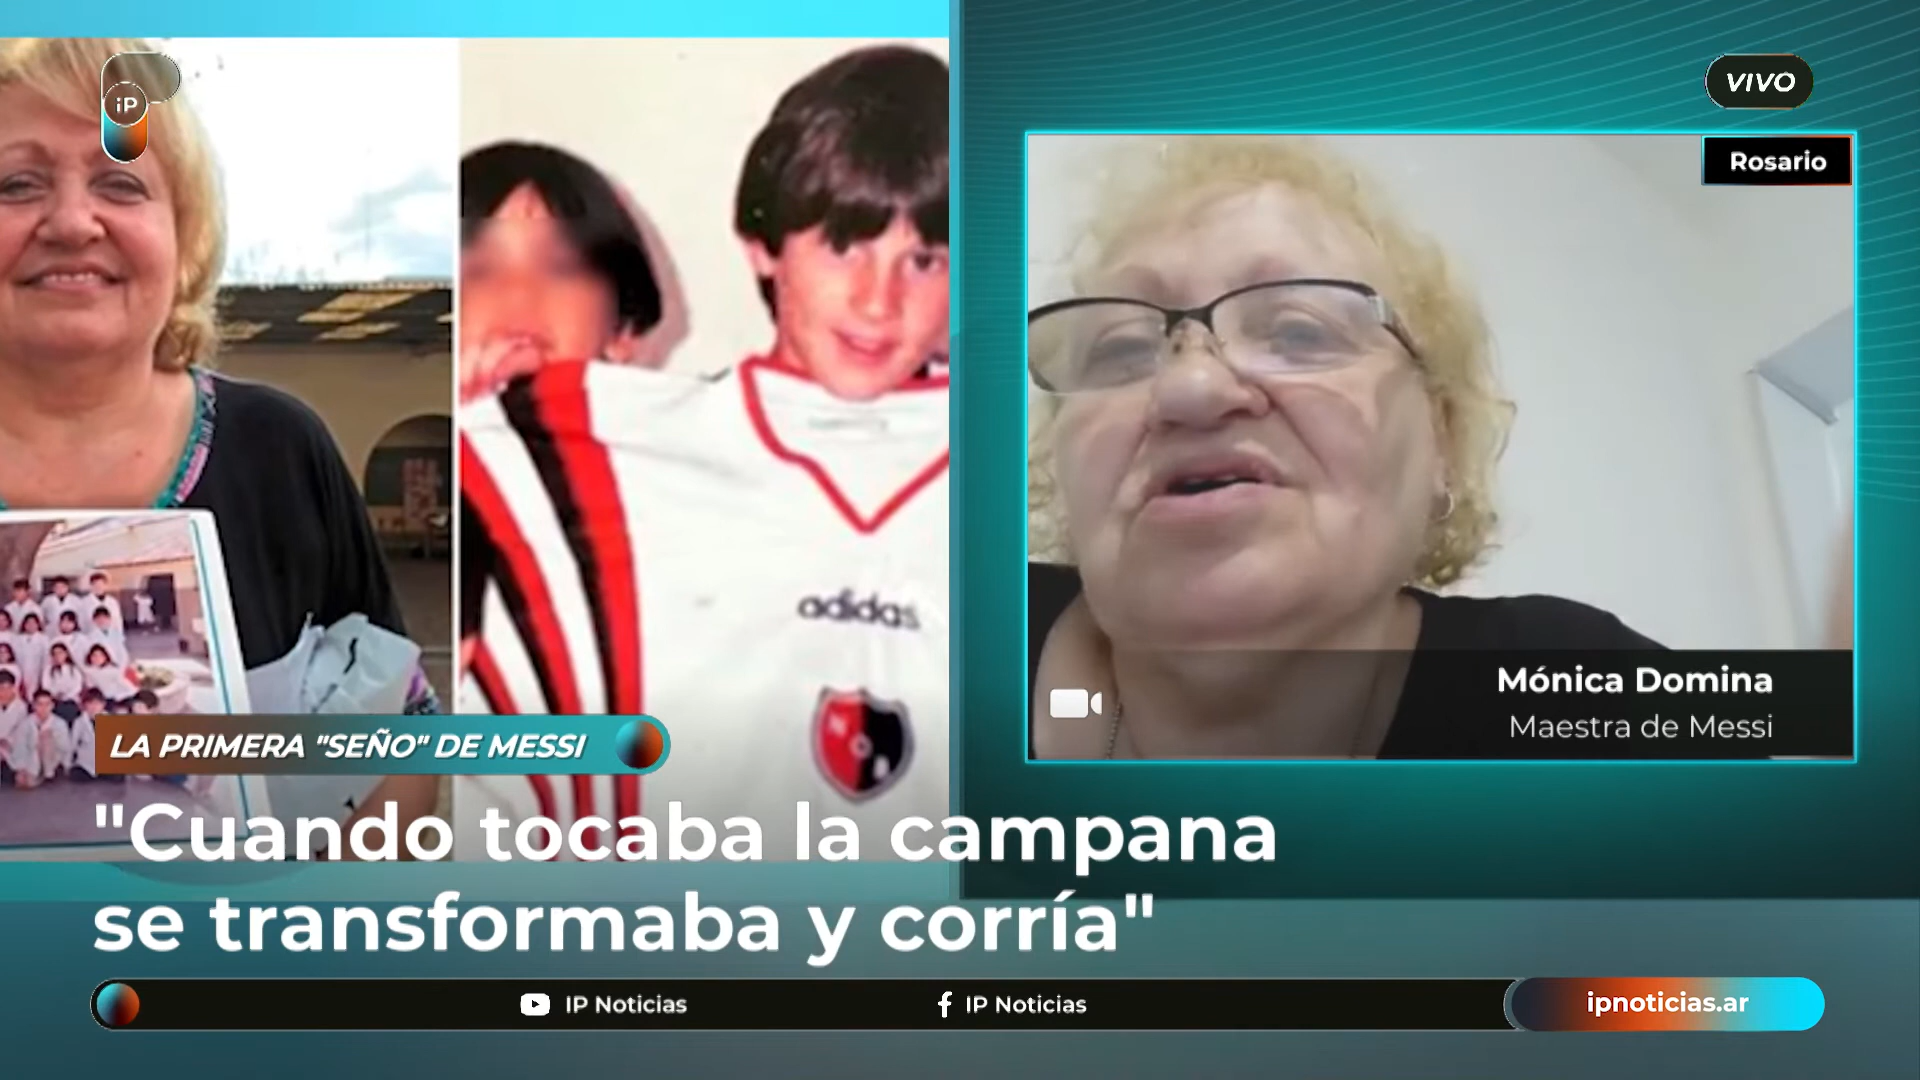 iP
VIVO
Rosario
adidas
N O B
Mónica Domina
Maestra de Messi
LA PRIMERA "SEÑO" DE MESSI
"Cuando tocaba la campana
se transformaba y corría"
IP Noticias
IP Noticias
ipnoticias.ar